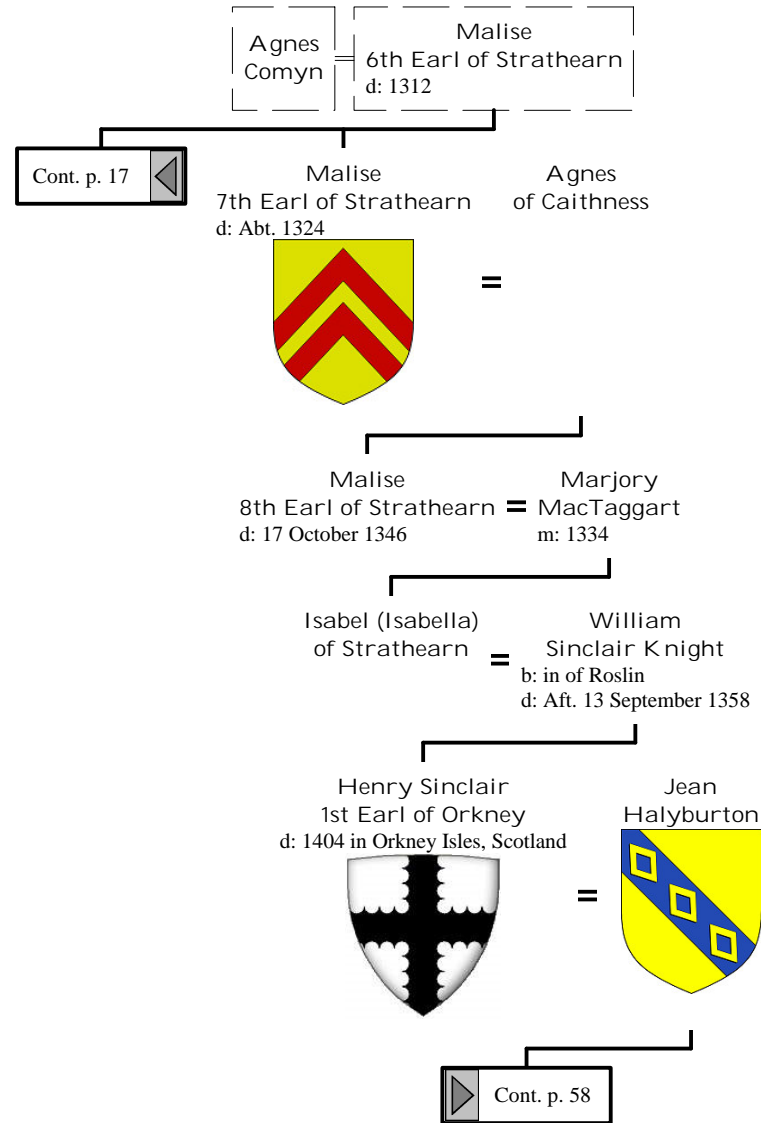 Agnes
Comyn
Malise
6th Earl of Strathearn
d: 1312
Cont. p. 17
Malise
7th Earl of Strathearn
d: Abt. 1324
Agnes
of Caithness
=
Malise
8th Earl of Strathearn
d: 17 October 1346
=
Marjory
MacTaggart
m: 1334
Isabel (Isabella)
of Strathearn
=
William
Sinclair Knight
b: in of Roslin
d: Aft. 13 September 1358
Henry Sinclair
1st Earl of Orkney
d: 1404 in Orkney Isles, Scotland
=
Jean
Halyburton
Cont. p. 58